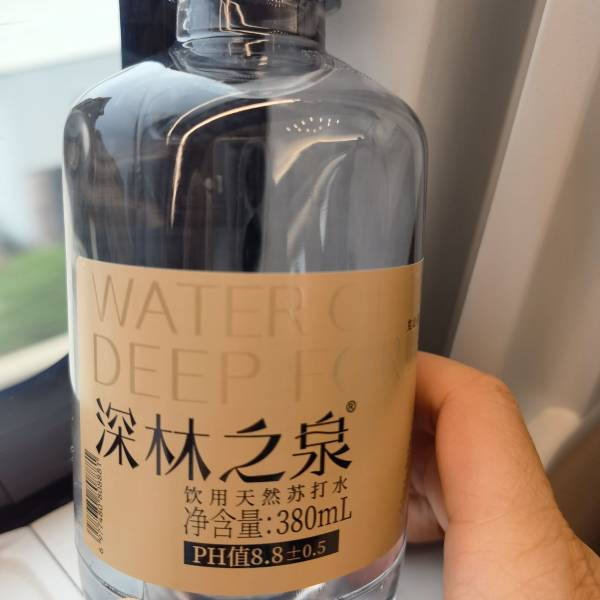 WATER O
DEEP FOR
深林之泉®
饮用天然苏打水
净含量:380mL
PH值8.8±0.5